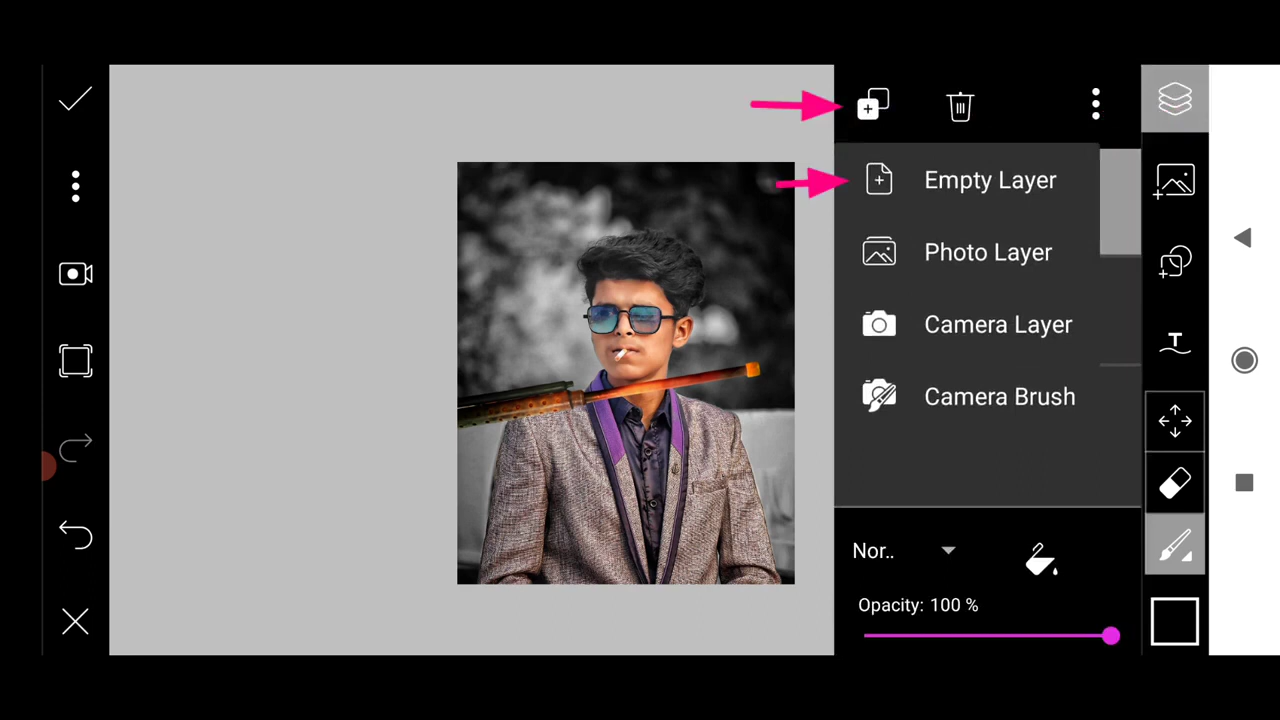 Empty Layer
Photo Layer
Camera Layer
Camera Brush
Nor..
Opacity: 100 %
T